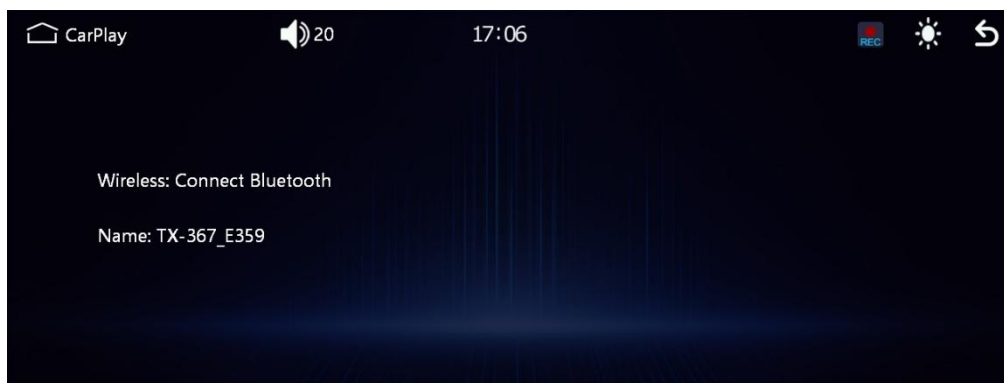 CarPlay 20 17:06 REC
Wireless: Connect Bluetooth
Name: TX-367_E359